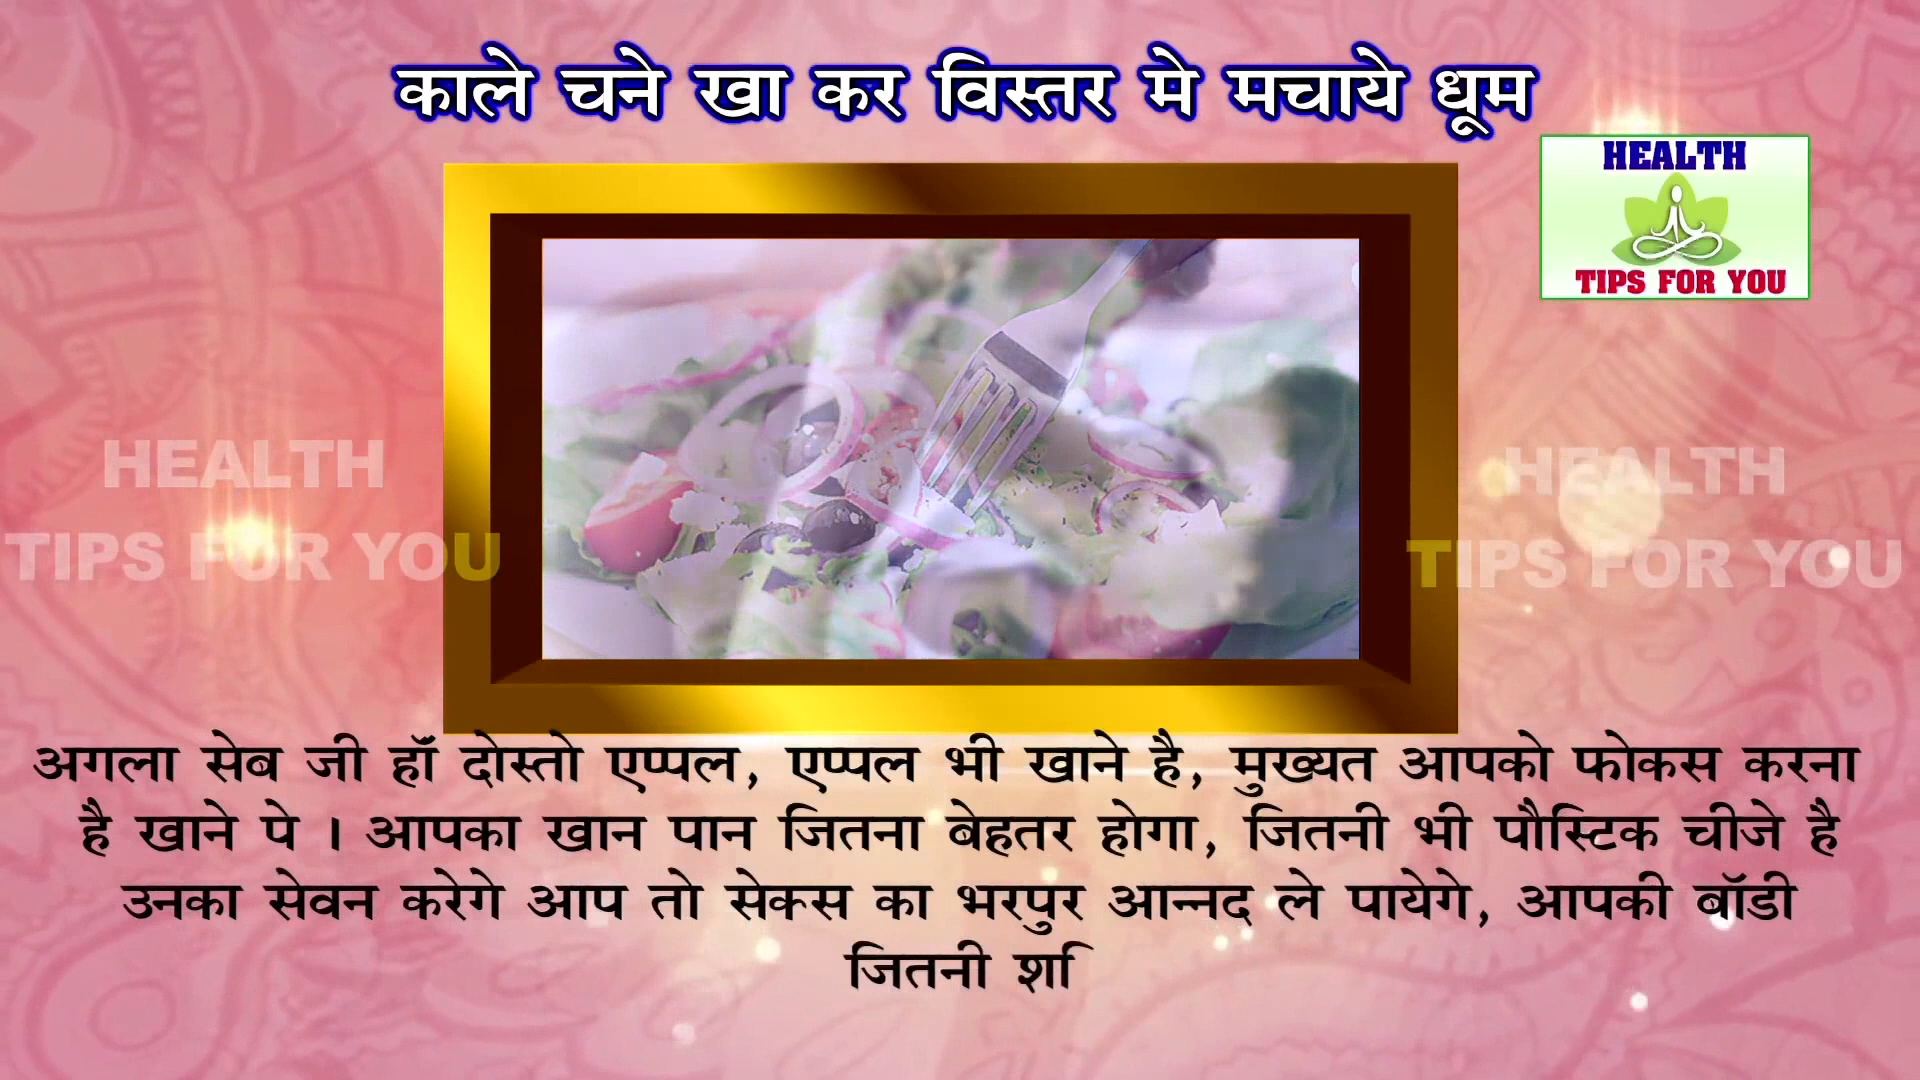 काले चने खा कर विस्तर मे मचाये धूम
HEALTH
TIPS FOR YOU
HEALTH
TIPS FOR YOU
HEALTH
TIPS FOR YOU
अगला सेब जी हाँ दोस्तो एप्पल, एप्पल भी खाने है, मुख्यत आपको फोकस करना
है खाने पे । आपका खान पान जितना बेहतर होगा, जितनी भी पौस्टिक चीजे है
उनका सेवन करेगे आप तो सेकस का भरपुर आन्नद ले पायेगे, आपकी बॉडी
जितनी शि